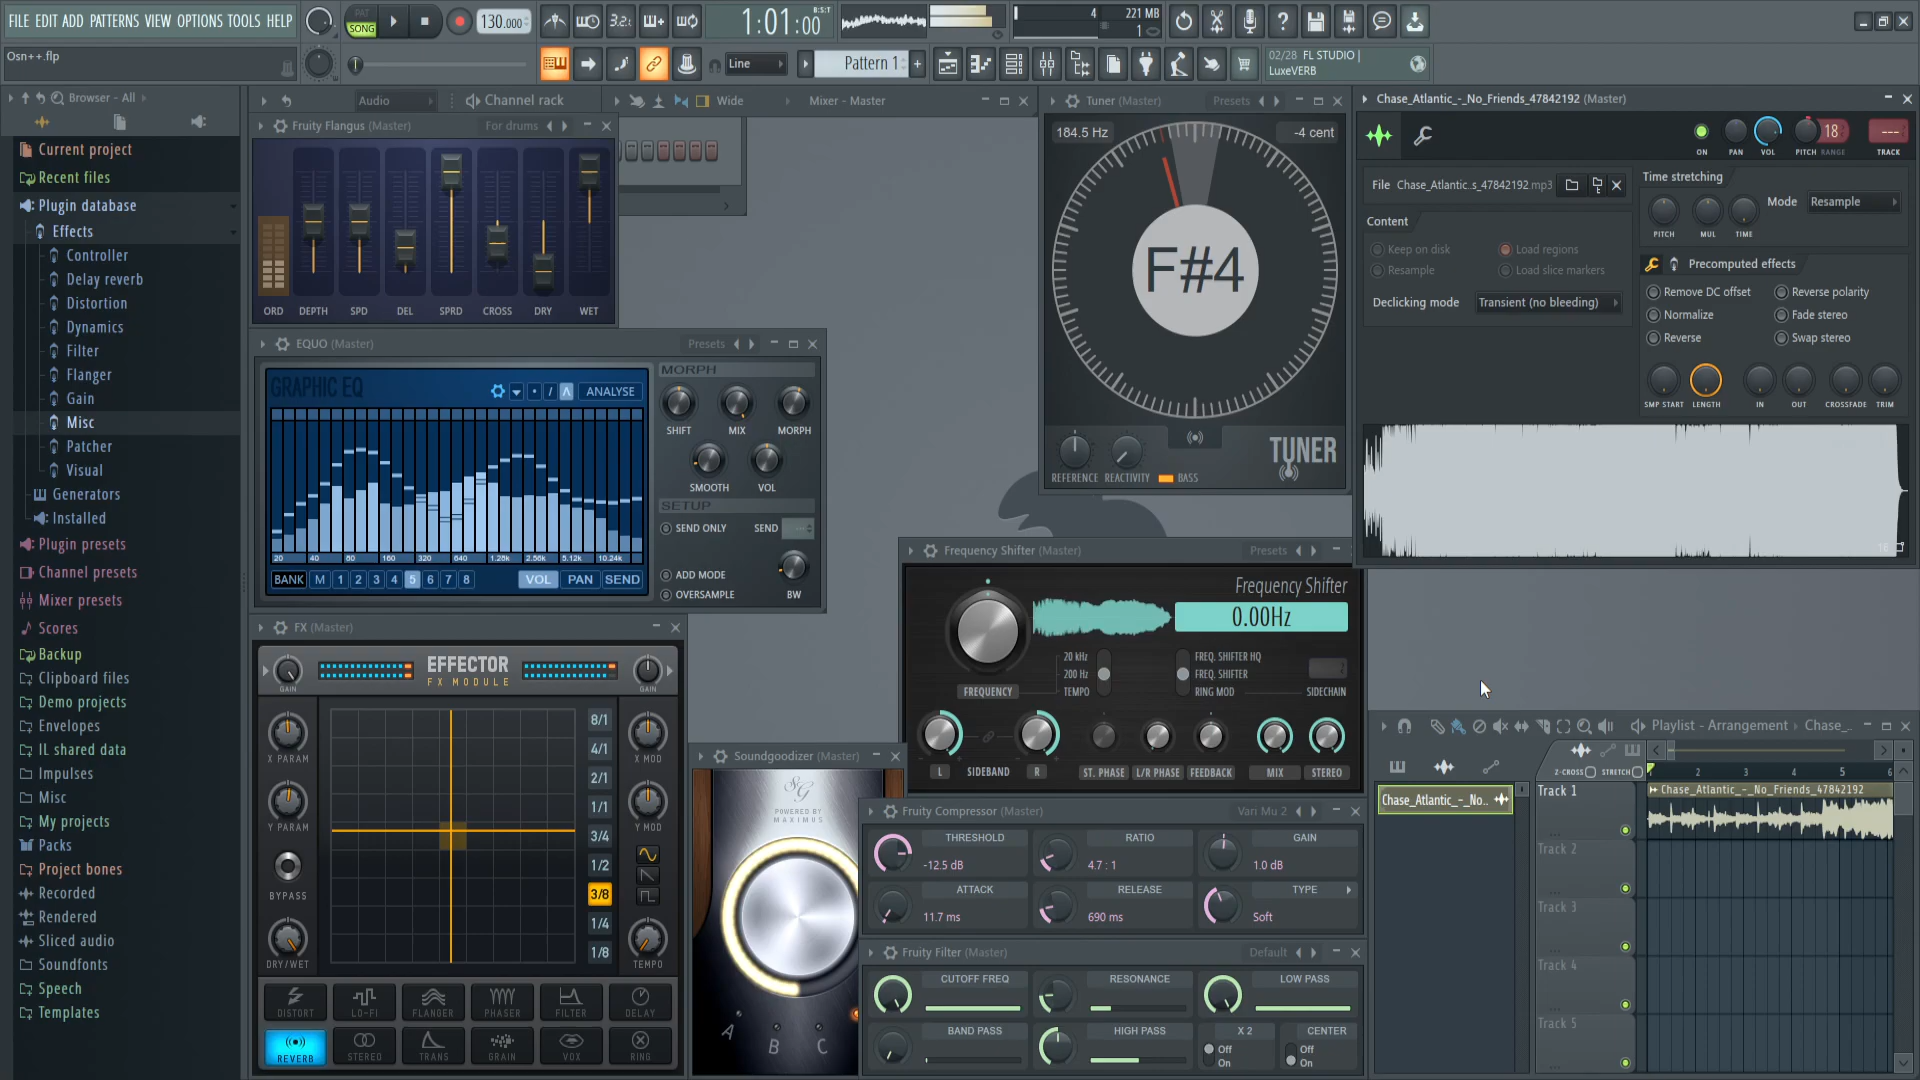 FILE EDIT ADD PATTERNS VIEW OPTIONS TOOLS HELP
PAT
SONG
130.000
3.2.
1:01:00
B:S:T
4
221 MB
1
Osn++.flp
Line
Pattern 1
+
02/28 FL STUDIO |
LuxeVERB
Browser - All
Current project
Recent files
Plugin database
Effects
Controller
Delay reverb
Distortion
Dynamics
Filter
Flanger
Gain
Misc
Patcher
Visual
Generators
Installed
Plugin presets
Channel presets
Mixer presets
Scores
Backup
Clipboard files
Demo projects
Envelopes
IL shared data
Impulses
Misc
My projects
Packs
Project bones
Recorded
Rendered
Sliced audio
Soundfonts
Speech
Templates
Audio
Channel rack
Wide
Mixer - Master
Fruity Flangus (Master)
For drums
ORD DEPTH SPD DEL SPRD CROSS DRY WET
EQUO (Master)
Presets
GRAPHIC EQ
ANALYSE
20 40 80 160 320 640 1.28k 2.56k 5.12k 10.24k
BANK M 1 2 3 4 5 6 7 8 VOL PAN SEND
MORPH
SHIFT MIX MORPH
SMOOTH VOL
SETUP
SEND ONLY SEND
ADD MODE
OVERSAMPLE BW
FX (Master)
GAIN
EFFECTOR
FX MODULE
GAIN
X PARAM
Y PARAM
BYPASS
DRY/WET
8/1
4/1
2/1
1/1
3/4
1/2
3/8
1/4
1/8
X MOD
Y MOD
TEMPO
DISTORT LO-FI FLANGER PHASER FILTER DELAY
REVERB STEREO TRANS GRAIN VOX RING
Soundgoodizer (Master)
SG
POWERED BY
MAXIMUS
A B C
Tuner (Master)
Presets
184.5 Hz
-4 cent
F#4
REFERENCE REACTIVITY BASS
TUNER
Frequency Shifter (Master)
Presets
Frequency Shifter
0.00Hz
FREQUENCY
20 kHz
200 Hz
TEMPO
FREQ. SHIFTER HQ
FREQ. SHIFTER
RING MOD
SIDECHAIN
L SIDEBAND R ST. PHASE L/R PHASE FEEDBACK MIX STEREO
Fruity Compressor (Master)
Van Mu 2
THRESHOLD
-12.5 dB
RATIO
4.7 : 1
GAIN
1.0 dB
ATTACK
11.7 ms
RELEASE
690 ms
TYPE
Soft
Fruity Filter (Master)
Default
CUTOFF FREQ
RESONANCE
LOW PASS
BAND PASS
HIGH PASS
X 2
Off
On
CENTER
Off
On
Chase_Atlantic_-_No_Friends_47842192 (Master)
ON PAN VOL PITCH RANGE TRACK
18
---
File Chase_Atlantic..s_47842192.mp3
Content
Keep on disk
Load regions
Resample
Load slice markers
Declicking mode
Transient (no bleeding)
Time stretching
PITCH MUL TIME
Mode
Resample
Precomputed effects
Remove DC offset
Reverse polarity
Normalize
Fade stereo
Reverse
Swap stereo
SMP START LENGTH IN OUT CROSSFADE TRIM
Playlist - Arrangement
Chase_..
Z-CROSS STRETCH
2 3 4 5 6
Chase_Atlantic_-_No..
Track 1
Chase_Atlantic_-_No_Friends_47842192
Track 2
Track 3
Track 4
Track 5